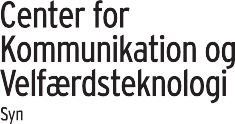 Center for
Kommunikation og
Velfærdsteknologi
Syn